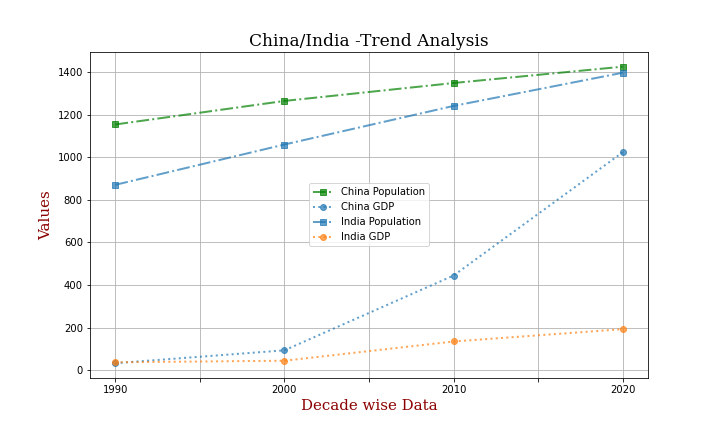 China/India -Trend Analysis
1400
1200
1000
800
600
400
200
0
Values
China Population
China GDP
India Population
India GDP
1990
2000
2010
2020
Decade wise Data